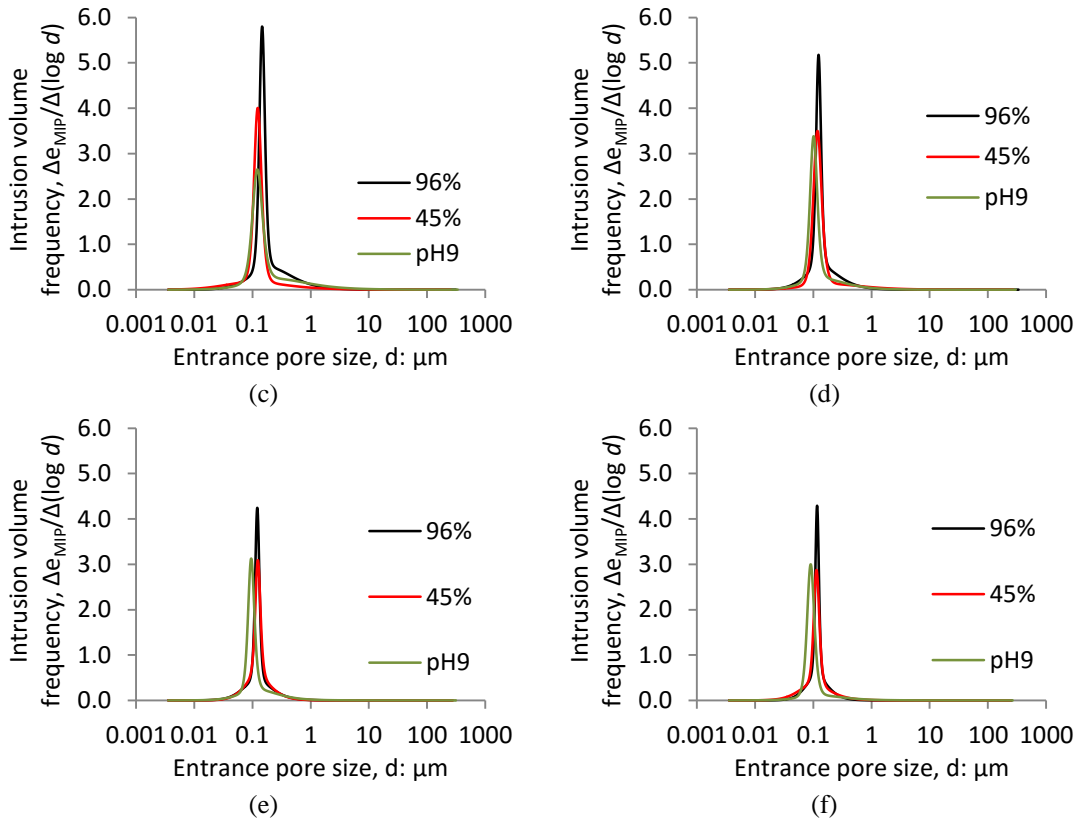 Intrusion volume
frequency, Δe_MIP/Δ(log d)
6.0
5.0
4.0
3.0
2.0
1.0
0.0
96%
45%
pH9
0.001 0.01 0.1 1 10 100 1000
Entrance pore size, d: μm
(c)
Intrusion volume
frequency, Δe_MIP/Δ(log d)
6.0
5.0
4.0
3.0
2.0
1.0
0.0
96%
45%
pH9
0.001 0.01 0.1 1 10 100 1000
Entrance pore size, d: μm
(d)
Intrusion volume
frequency, Δe_MIP/Δ(log d)
6.0
5.0
4.0
3.0
2.0
1.0
0.0
96%
45%
pH9
0.001 0.01 0.1 1 10 100 1000
Entrance pore size, d: μm
(e)
Intrusion volume
frequency, Δe_MIP/Δ(log d)
6.0
5.0
4.0
3.0
2.0
1.0
0.0
96%
45%
pH9
0.001 0.01 0.1 1 10 100 1000
Entrance pore size, d: μm
(f)